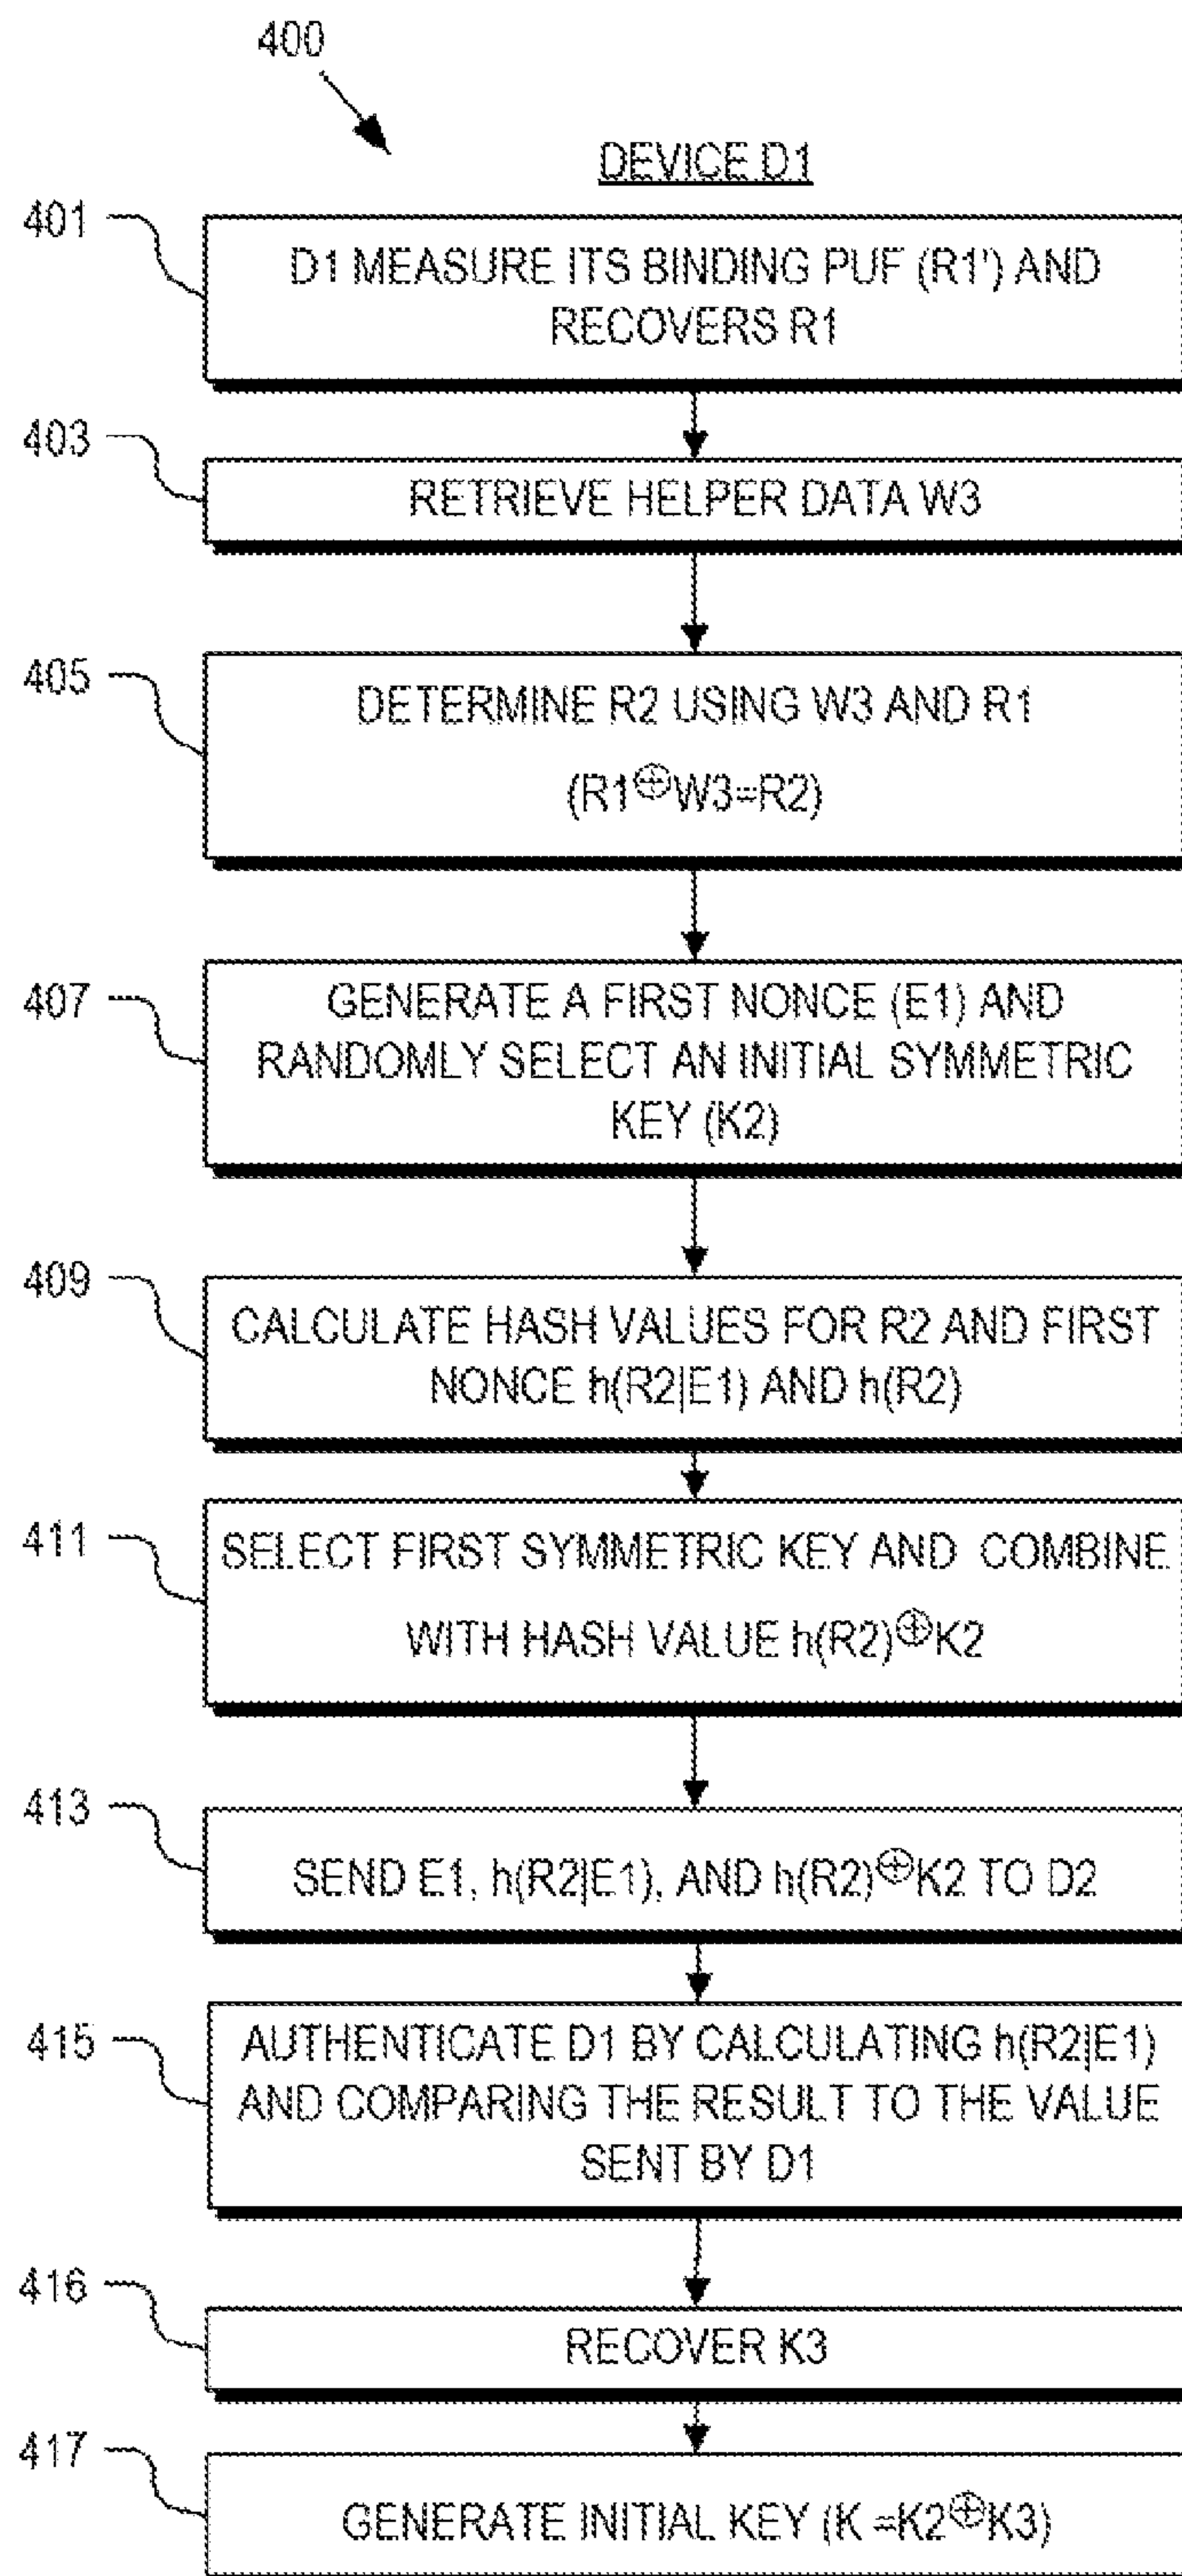 400
DEVICE D1
401
D1 MEASURE ITS BINDING PUF (R1') AND
RECOVERS R1
403
RETRIEVE HELPER DATA W3
405
DETERMINE R2 USING W3 AND R1
(R1⊕W3=R2)
407
GENERATE A FIRST NONCE (E1) AND
RANDOMLY SELECT AN INITIAL SYMMETRIC
KEY (K2)
409
CALCULATE HASH VALUES FOR R2 AND FIRST
NONCE h(R2|E1) AND h(R2)
411
SELECT FIRST SYMMETRIC KEY AND COMBINE
WITH HASH VALUE h(R2)⊕K2
413
SEND E1, h(R2|E1), AND h(R2)⊕K2 TO D2
415
AUTHENTICATE D1 BY CALCULATING h(R2|E1)
AND COMPARING THE RESULT TO THE VALUE
SENT BY D1
416
RECOVER K3
417
GENERATE INITIAL KEY (K =K2⊕K3)